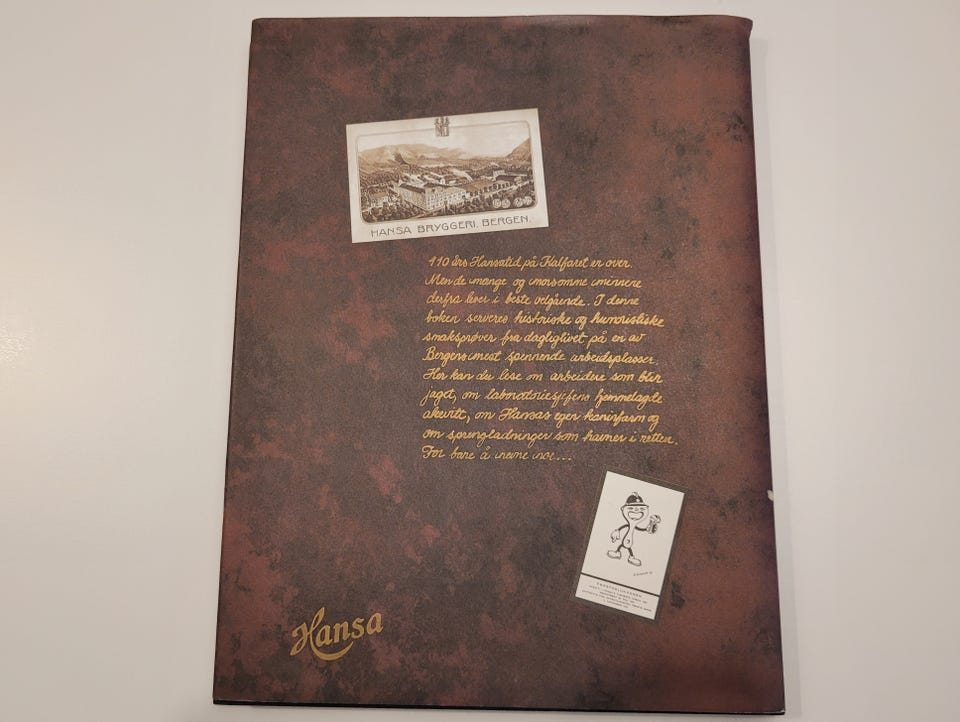 HANSA BRYGGERI, BERGEN.
110 års Hansatid på Kalfaret er over.
Men de mange og morsomme minnene
derfra lever i beste velgående. I denne
boken serveres historiske og humoristiske
smaksprøver fra dagliglivet på en av
Bergens mest spennende arbeidsplasser.
Her kan du lese om arbeidere som blir
jaget, om laboratoriesjefens hjemmelagde
akevitt, om Hansas egen kaninfarm og
om sprengladninger som havner i retten.
For bare å nevne noe...
Hansa